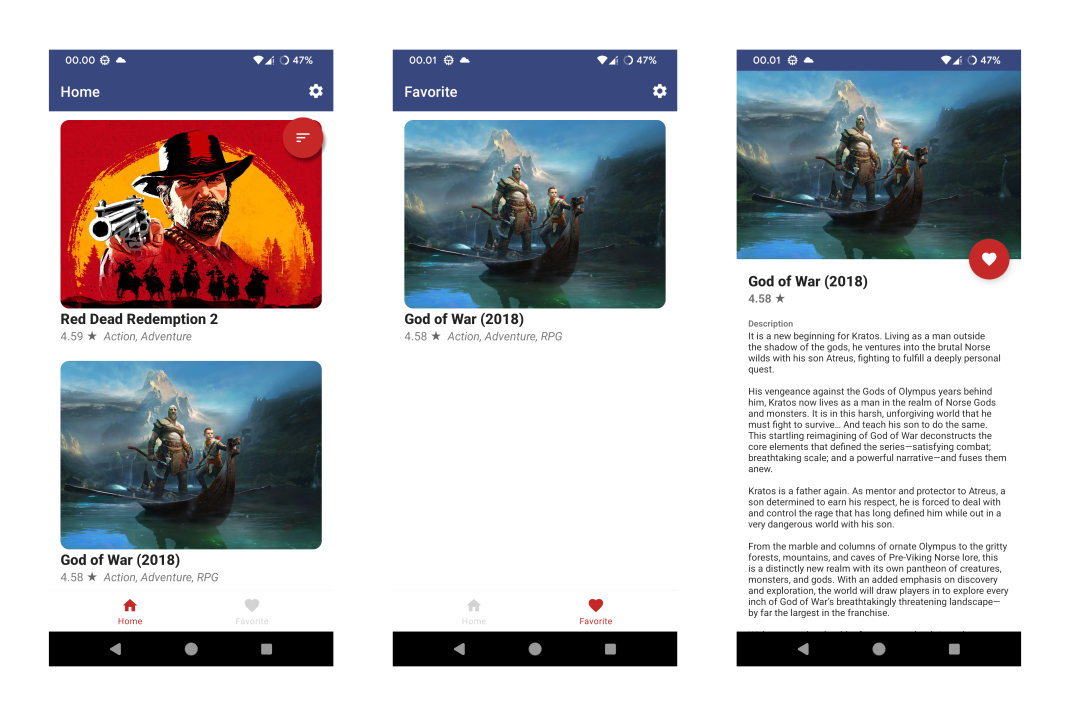 00.00 47%
Home
Red Dead Redemption 2
4.59 ★ Action, Adventure
God of War (2018)
4.58 ★ Action, Adventure, RPG
Home Favorite
00.01 47%
Favorite
God of War (2018)
4.58 ★ Action, Adventure, RPG
Home Favorite
00.01 47%
God of War (2018)
4.58 ★
Description
It is a new beginning for Kratos. Living as a man outside
the shadow of the gods, he ventures into the brutal Norse
wilds with his son Atreus, fighting to fulfill a deeply personal
quest.
His vengeance against the Gods of Olympus years behind
him, Kratos now lives as a man in the realm of Norse Gods
and monsters. It is in this harsh, unforgiving world that he
must fight to survive… And teach his son to do the same.
This startling reimagining of God of War deconstructs the
core elements that defined the series—satisfying combat;
breathtaking scale; and a powerful narrative—and fuses them
anew.
Kratos is a father again. As mentor and protector to Atreus, a
son determined to earn his respect, he is forced to deal with
and control the rage that has long defined him while out in a
very dangerous world with his son.
From the marble and columns of ornate Olympus to the gritty
forests, mountains, and caves of Pre-Viking Norse lore, this
is a distinctly new realm with its own pantheon of creatures,
monsters, and gods. With an added emphasis on discovery
and exploration, the world will draw players in to explore every
inch of God of War's breathtakingly threatening landscape—
by far the largest in the franchise.